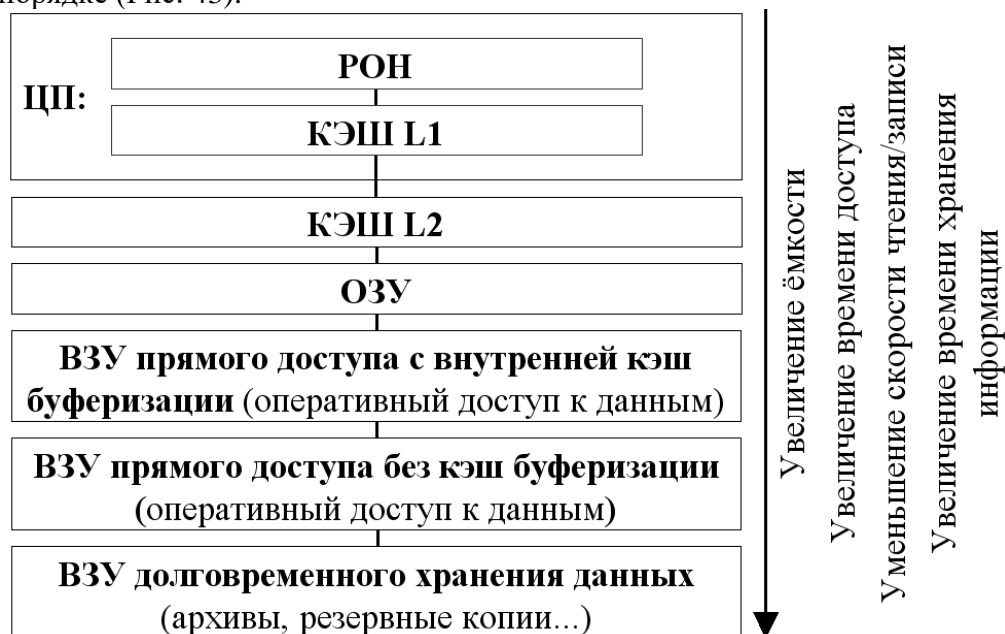 порядке (Рис. 43).
ЦП:
РОН
КЭШ L1
КЭШ L2
ОЗУ
ВЗУ прямого доступа с внутренней кэш
буферизации (оперативный доступ к данным)
ВЗУ прямого доступа без кэш буферизации
(оперативный доступ к данным)
ВЗУ долговременного хранения данных
(архивы, резервные копии...)
Увеличение ёмкости
Увеличение времени доступа
Уменьшение скорости чтения/записи
Увеличение времени хранения
информации